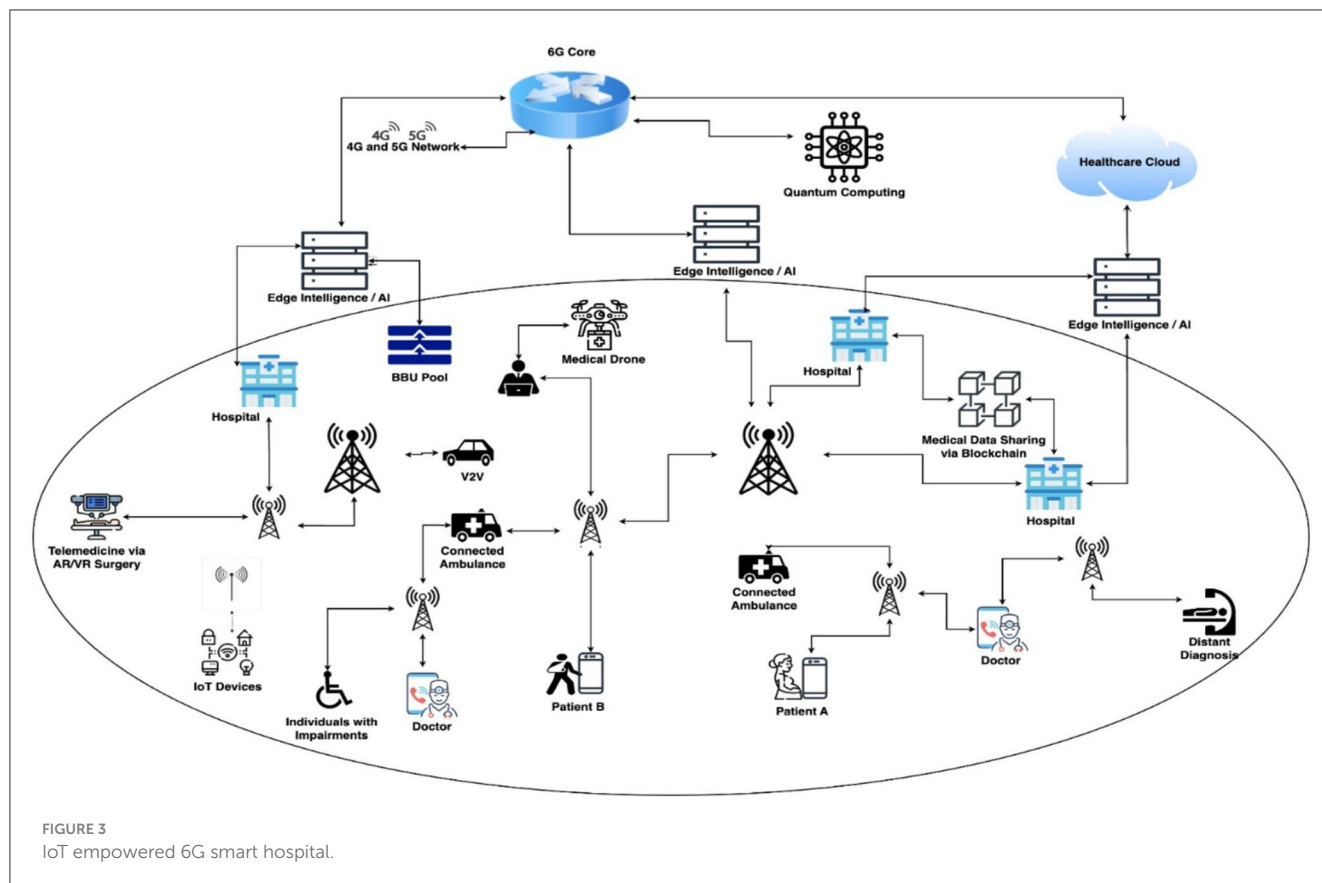 6G Core
4G 5G
4G and 5G Network
Healthcare Cloud
Quantum Computing
Edge Intelligence / AI
Edge Intelligence / AI
Edge Intelligence / AI
Medical Drone
BBU Pool
Hospital
Hospital
Medical Data Sharing
via Blockchain
V2V
Hospital
Telemedicine via
AR/VR Surgery
Connected
Ambulance
Connected
Ambulance
IoT Devices
Individuals with
Impairments
Doctor
Patient B
Patient A
Doctor
Distant
Diagnosis
FIGURE 3
IoT empowered 6G smart hospital.